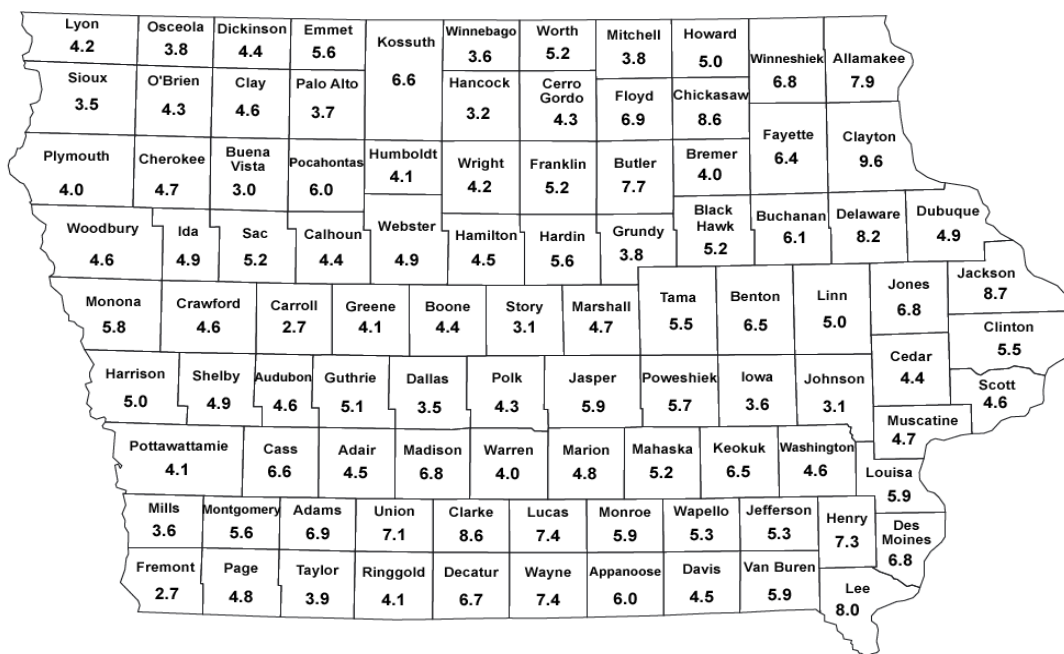 Lyon
4.2
Osceola
3.8
Dickinson
4.4
Emmet
5.6
Kossuth
6.6
Winnebago
3.6
Worth
5.2
Mitchell
3.8
Howard
5.0
Winneshiek
6.8
Allamakee
7.9
Sioux
3.5
O'Brien
4.3
Clay
4.6
Palo Alto
3.7
Hancock
3.2
Cerro
Gordo
4.3
Floyd
6.9
Chickasaw
8.6
Fayette
6.4
Clayton
9.6
Plymouth
4.0
Cherokee
4.7
Buena
Vista
3.0
Pocahontas
6.0
Humboldt
4.1
Wright
4.2
Franklin
5.2
Butler
7.7
Bremer
4.0
Woodbury
4.6
Ida
4.9
Sac
5.2
Calhoun
4.4
Webster
4.9
Hamilton
4.5
Hardin
5.6
Grundy
3.8
Black
Hawk
5.2
Buchanan
6.1
Delaware
8.2
Dubuque
4.9
Monona
5.8
Crawford
4.6
Carroll
2.7
Greene
4.1
Boone
4.4
Story
3.1
Marshall
4.7
Tama
5.5
Benton
6.5
Linn
5.0
Jones
6.8
Jackson
8.7
Clinton
5.5
Harrison
5.0
Shelby
4.9
Audubon
4.6
Guthrie
5.1
Dallas
3.5
Polk
4.3
Jasper
5.9
Poweshiek
5.7
Iowa
3.6
Johnson
3.1
Cedar
4.4
Scott
4.6
Muscatine
4.7
Pottawattamie
4.1
Cass
6.6
Adair
4.5
Madison
6.8
Warren
4.0
Marion
4.8
Mahaska
5.2
Keokuk
6.5
Washington
4.6
Louisa
5.9
Mills
3.6
Montgomery
5.6
Adams
6.9
Union
7.1
Clarke
8.6
Lucas
7.4
Monroe
5.9
Wapello
5.3
Jefferson
5.3
Henry
7.3
Des
Moines
6.8
Fremont
2.7
Page
4.8
Taylor
3.9
Ringgold
4.1
Decatur
6.7
Wayne
7.4
Appanoose
6.0
Davis
4.5
Van Buren
5.9
Lee
8.0